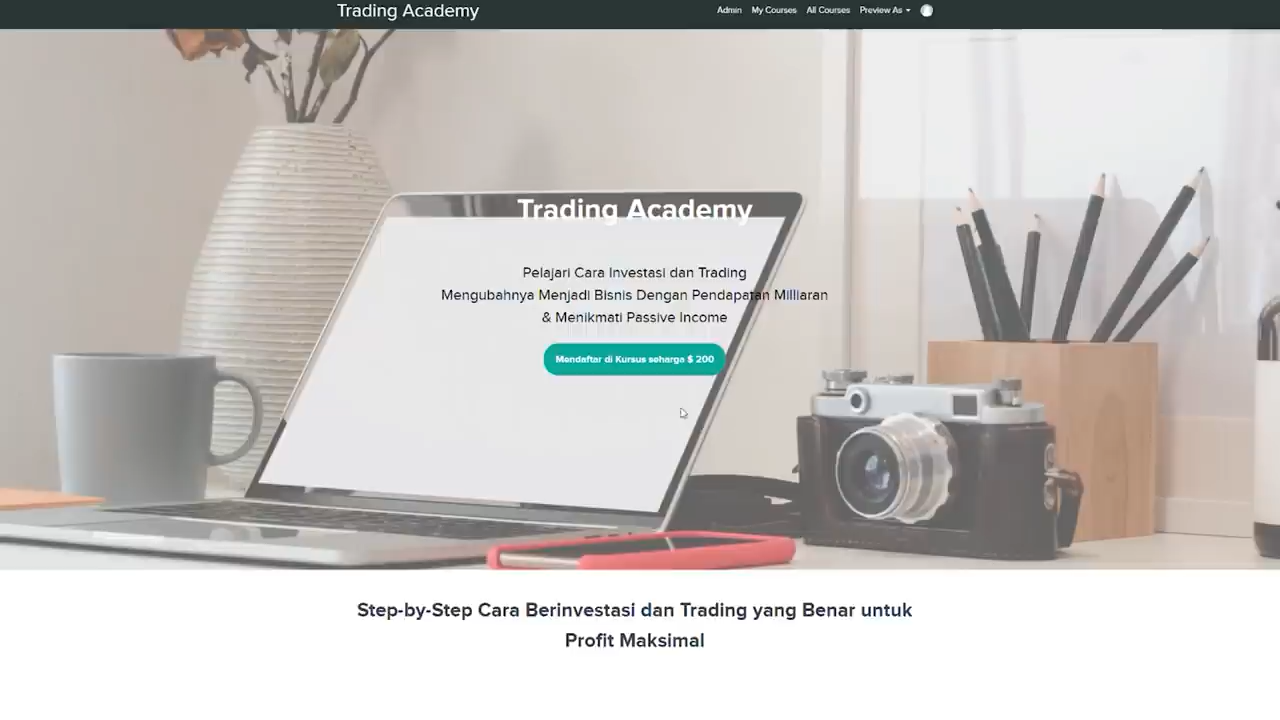 Trading Academy
Admin My Courses All Courses Preview As
Trading Academy
Pelajari Cara Investasi dan Trading
Mengubahnya Menjadi Bisnis Dengan Pendapatan Milliaran
& Menikmati Passive Income
Mendaftar di Kursus seharga $ 200
Step-by-Step Cara Berinvestasi dan Trading yang Benar untuk
Profit Maksimal